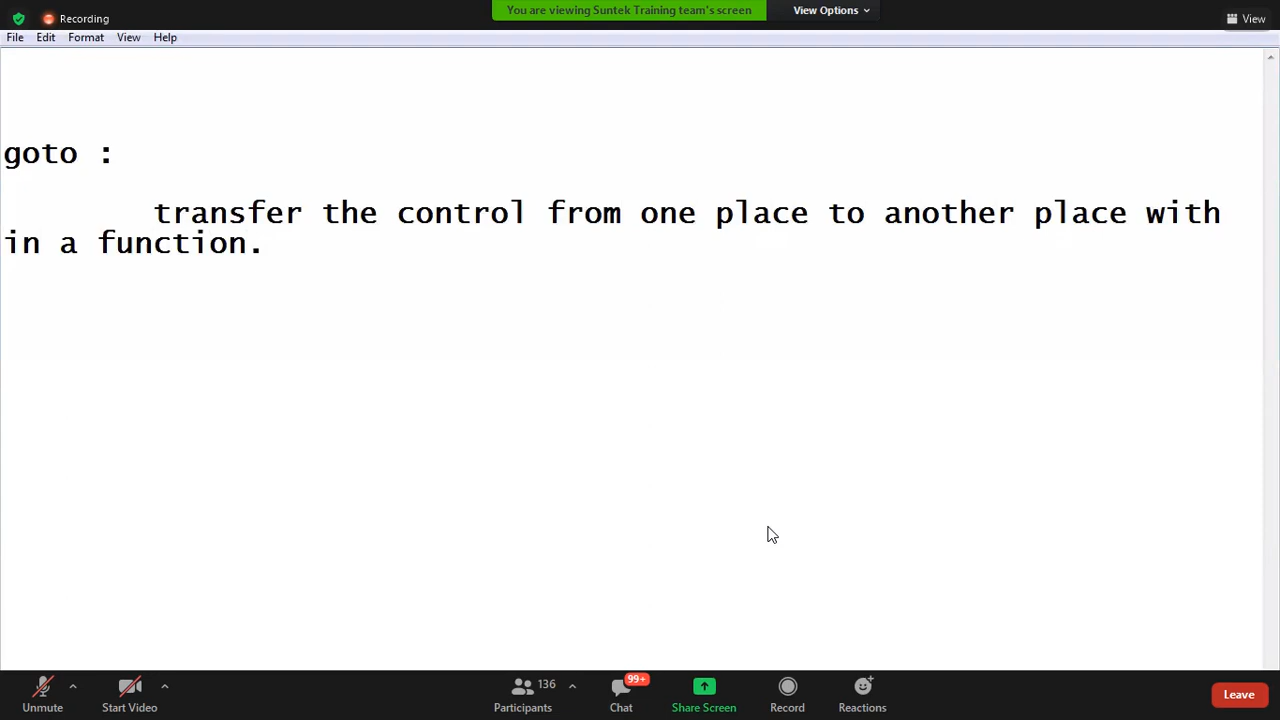 Recording
You are viewing Suntek Training team's screen
View Options
View
File Edit Format View Help
goto :
transfer the control from one place to another place with
in a function.
Unmute
Start Video
136
Participants
99+
Chat
Share Screen
Record
Reactions
Leave